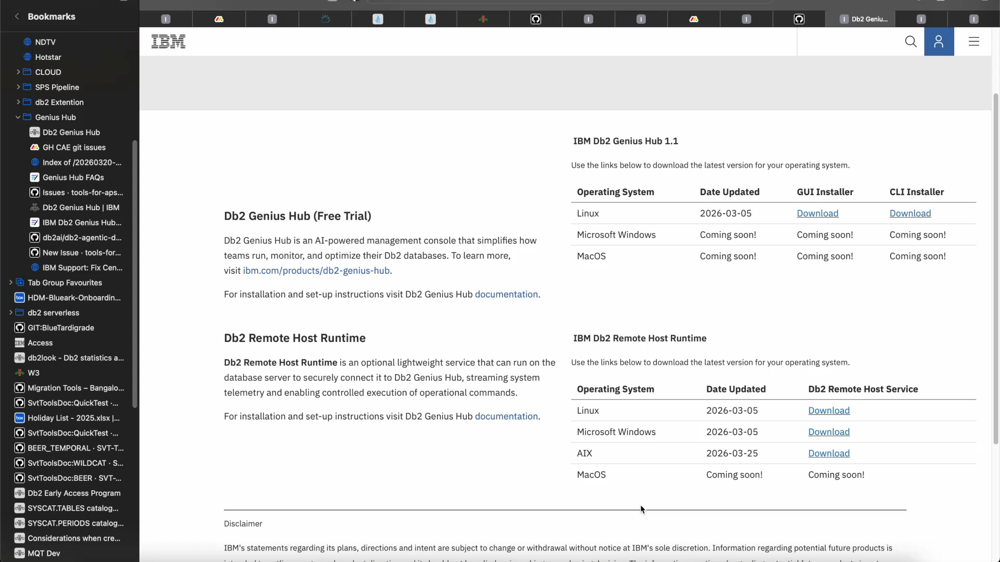 Bookmarks
NDTV
Hotstar
CLOUD
SPS Pipeline
db2 Extention
Genius Hub
Db2 Genius Hub
GH CAE git issues
Index of /20260320-...
Genius Hub FAQs
Issues · tools-for-aps...
Db2 Genius Hub | IBM
IBM Db2 Genius Hub...
db2ai/db2-agentic-d...
New Issue · tools-for...
IBM Support: Fix Cen...
Tab Group Favourites
HDM-Blueark-Onboardin...
db2 serverless
GIT:BlueTardigrade
Access
db2look - Db2 statistics a...
W3
Migration Tools – Bangalo...
SvtToolsDoc:QuickTest ·...
Holiday List - 2025.xlsx |...
SvtToolsDoc:QuickTest ·...
BEER_TEMPORAL · SVT-T...
SvtToolsDoc:WILDCAT · S...
SvtToolsDoc:BEER · SVT-...
Db2 Early Access Program
SYSCAT.TABLES catalog...
SYSCAT.PERIODS catalog...
Considerations when cre...
MQT Dev
Db2 Geniu...
IBM
Db2 Genius Hub (Free Trial)
Db2 Genius Hub is an AI-powered management console that simplifies how
teams run, monitor, and optimize their Db2 databases. To learn more,
visit ibm.com/products/db2-genius-hub.
For installation and set-up instructions visit Db2 Genius Hub documentation.
IBM Db2 Genius Hub 1.1
Use the links below to download the latest version for your operating system.
Operating System Date Updated GUI Installer CLI Installer
Linux 2026-03-05 Download Download
Microsoft Windows Coming soon! Coming soon! Coming soon!
MacOS Coming soon! Coming soon! Coming soon!
Db2 Remote Host Runtime
Db2 Remote Host Runtime is an optional lightweight service that can run on the
database server to securely connect it to Db2 Genius Hub, streaming system
telemetry and enabling controlled execution of operational commands.
For installation and set-up instructions visit Db2 Genius Hub documentation.
IBM Db2 Remote Host Runtime
Use the links below to download the latest version for your operating system.
Operating System Date Updated Db2 Remote Host Service
Linux 2026-03-05 Download
Microsoft Windows 2026-03-05 Download
AIX 2026-03-25 Download
MacOS Coming soon! Coming soon!
Disclaimer
IBM's statements regarding its plans, directions and intent are subject to change or withdrawal without notice at IBM's sole discretion. Information regarding potential future products is